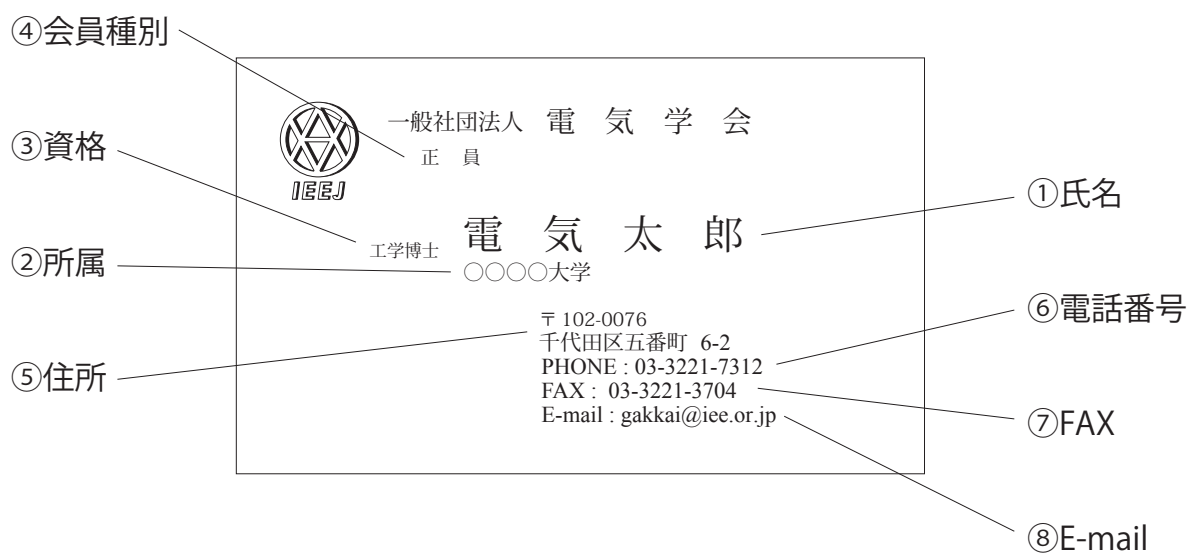 ④会員種別
③資格
②所属
⑤住所
IEEJ
一般社団法人 電 気 学 会
正 員
工学博士
電 気 太 郎
○○○○大学
〒102-0076
千代田区五番町 6-2
PHONE : 03-3221-7312
FAX : 03-3221-3704
E-mail : gakkai@iee.or.jp
①氏名
⑥電話番号
⑦FAX
⑧E-mail